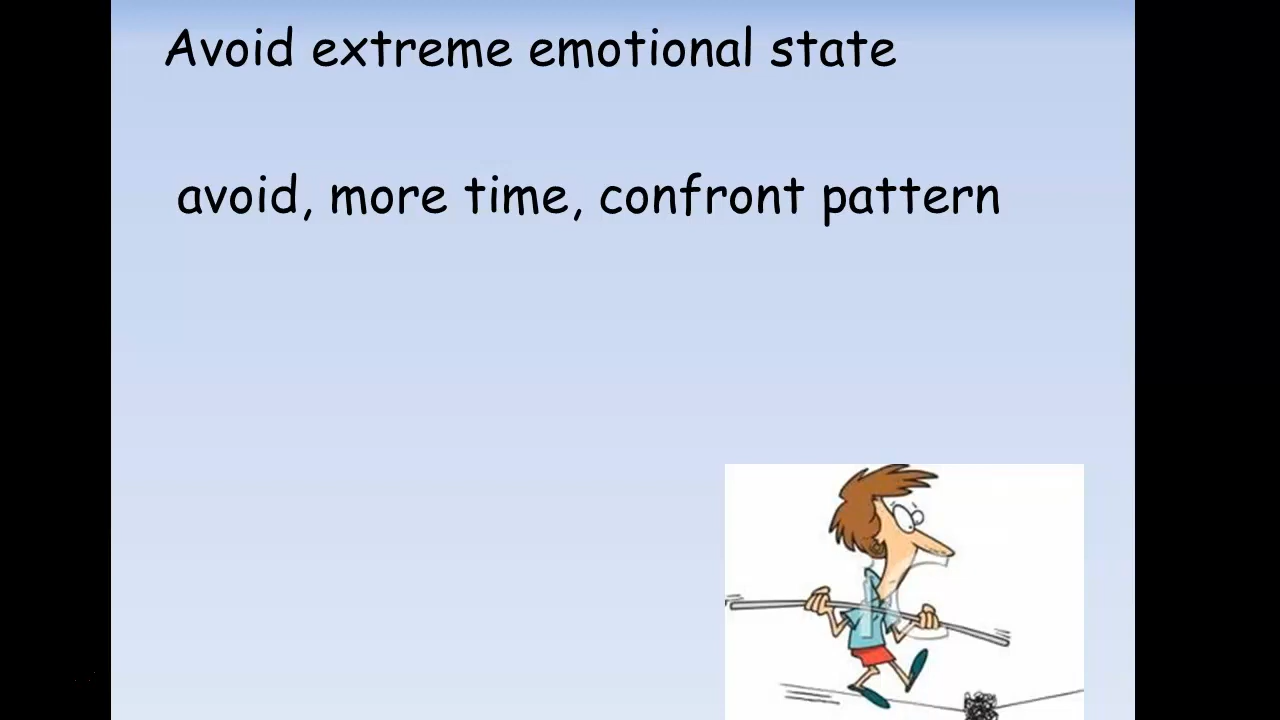 Avoid extreme emotional state
avoid, more time, confront pattern